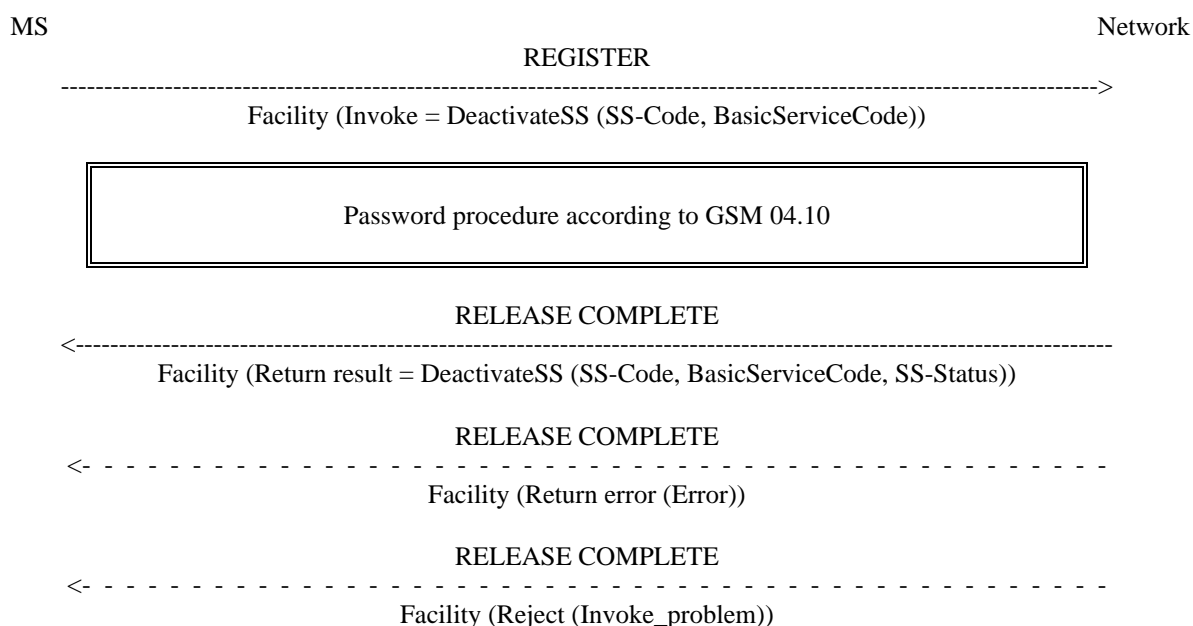 MS Network
REGISTER
------------------------------------------------------------------------------------------------------------------------>
Facility (Invoke = DeactivateSS (SS-Code, BasicServiceCode))
Password procedure according to GSM 04.10
RELEASE COMPLETE
<------------------------------------------------------------------------------------------------------------------------
Facility (Return result = DeactivateSS (SS-Code, BasicServiceCode, SS-Status))
RELEASE COMPLETE
<- - - - - - - - - - - - - - - - - - - - - - - - - - - - - - - - - - - -
Facility (Return error (Error))
RELEASE COMPLETE
<- - - - - - - - - - - - - - - - - - - - - - - - - - - - - - - - - - - -
Facility (Reject (Invoke_problem))